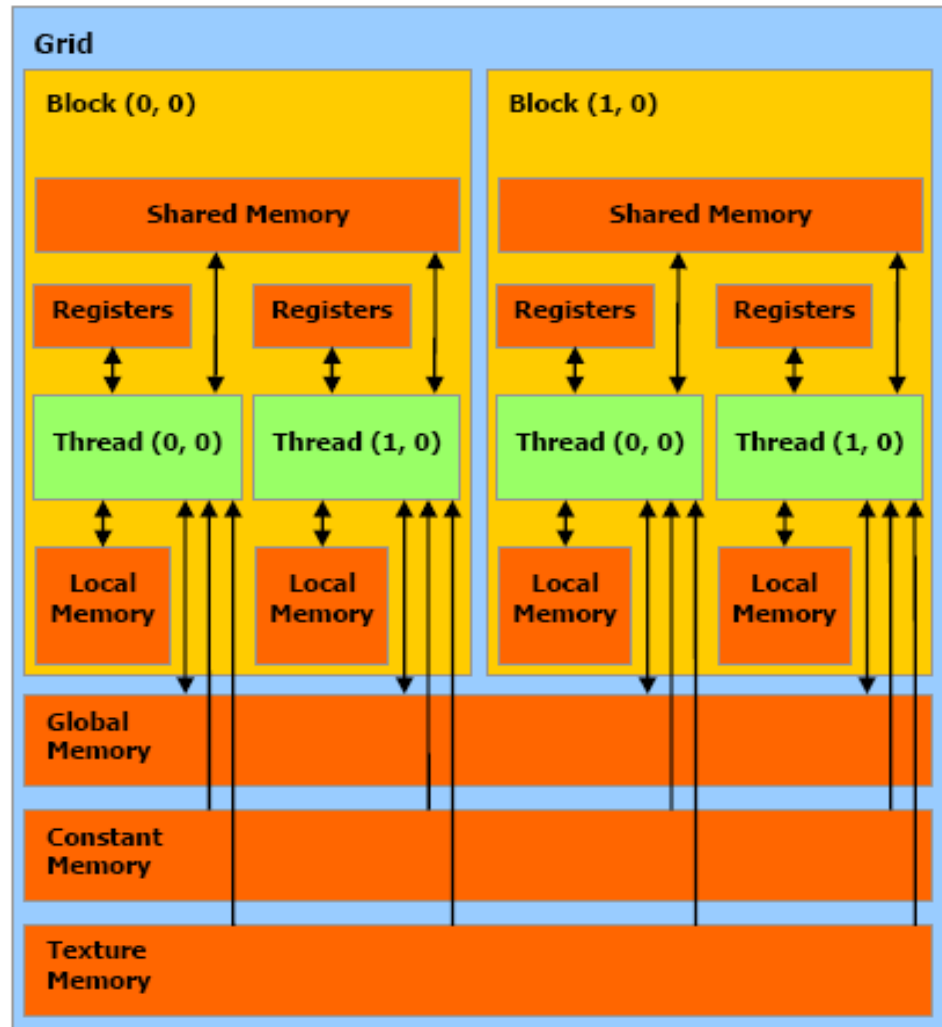 Grid
Block (0, 0)
Block (1, 0)
Shared Memory
Shared Memory
Registers
Registers
Registers
Registers
Thread (0, 0)
Thread (1, 0)
Thread (0, 0)
Thread (1, 0)
Local
Memory
Local
Memory
Local
Memory
Local
Memory
Global
Memory
Constant
Memory
Texture
Memory